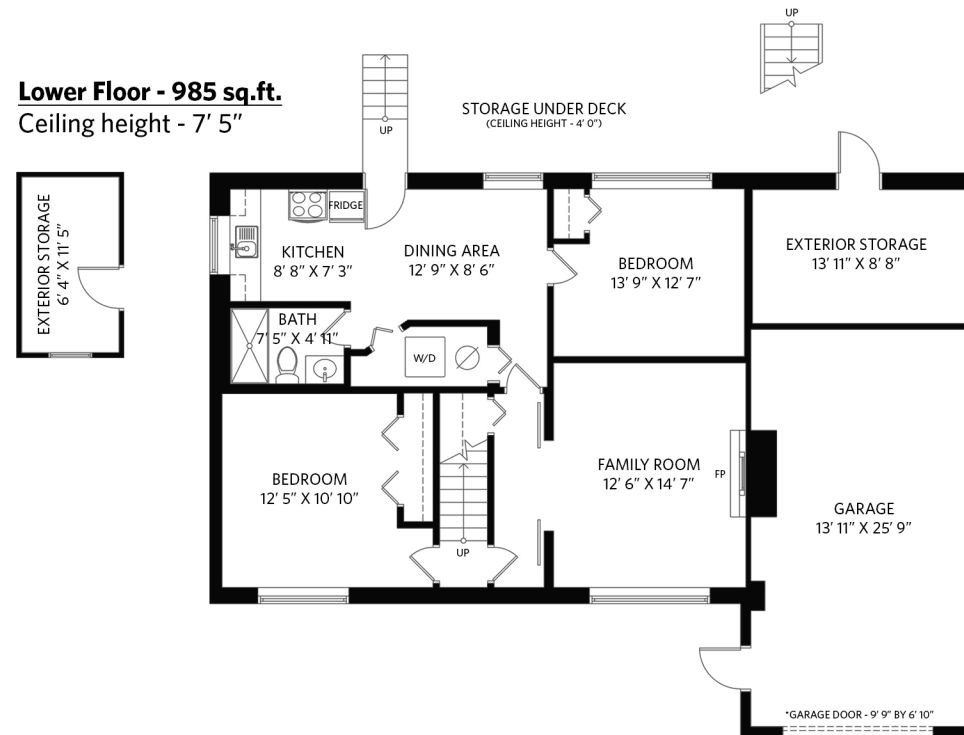 UP
Lower Floor - 985 sq.ft.
Ceiling height - 7' 5"
STORAGE UNDER DECK
(CEILING HEIGHT - 4' 0")
UP
EXTERIOR STORAGE
6' 4" X 11' 5"
FRIDGE
KITCHEN
8' 8" X 7' 3"
DINING AREA
12' 9" X 8' 6"
BEDROOM
13' 9" X 12' 7"
EXTERIOR STORAGE
13' 11" X 8' 8"
BATH
7' 5" X 4' 11"
W/D
BEDROOM
12' 5" X 10' 10"
FAMILY ROOM
12' 6" X 14' 7"
FP
GARAGE
13' 11" X 25' 9"
UP
*GARAGE DOOR - 9' 9" BY 6' 10"